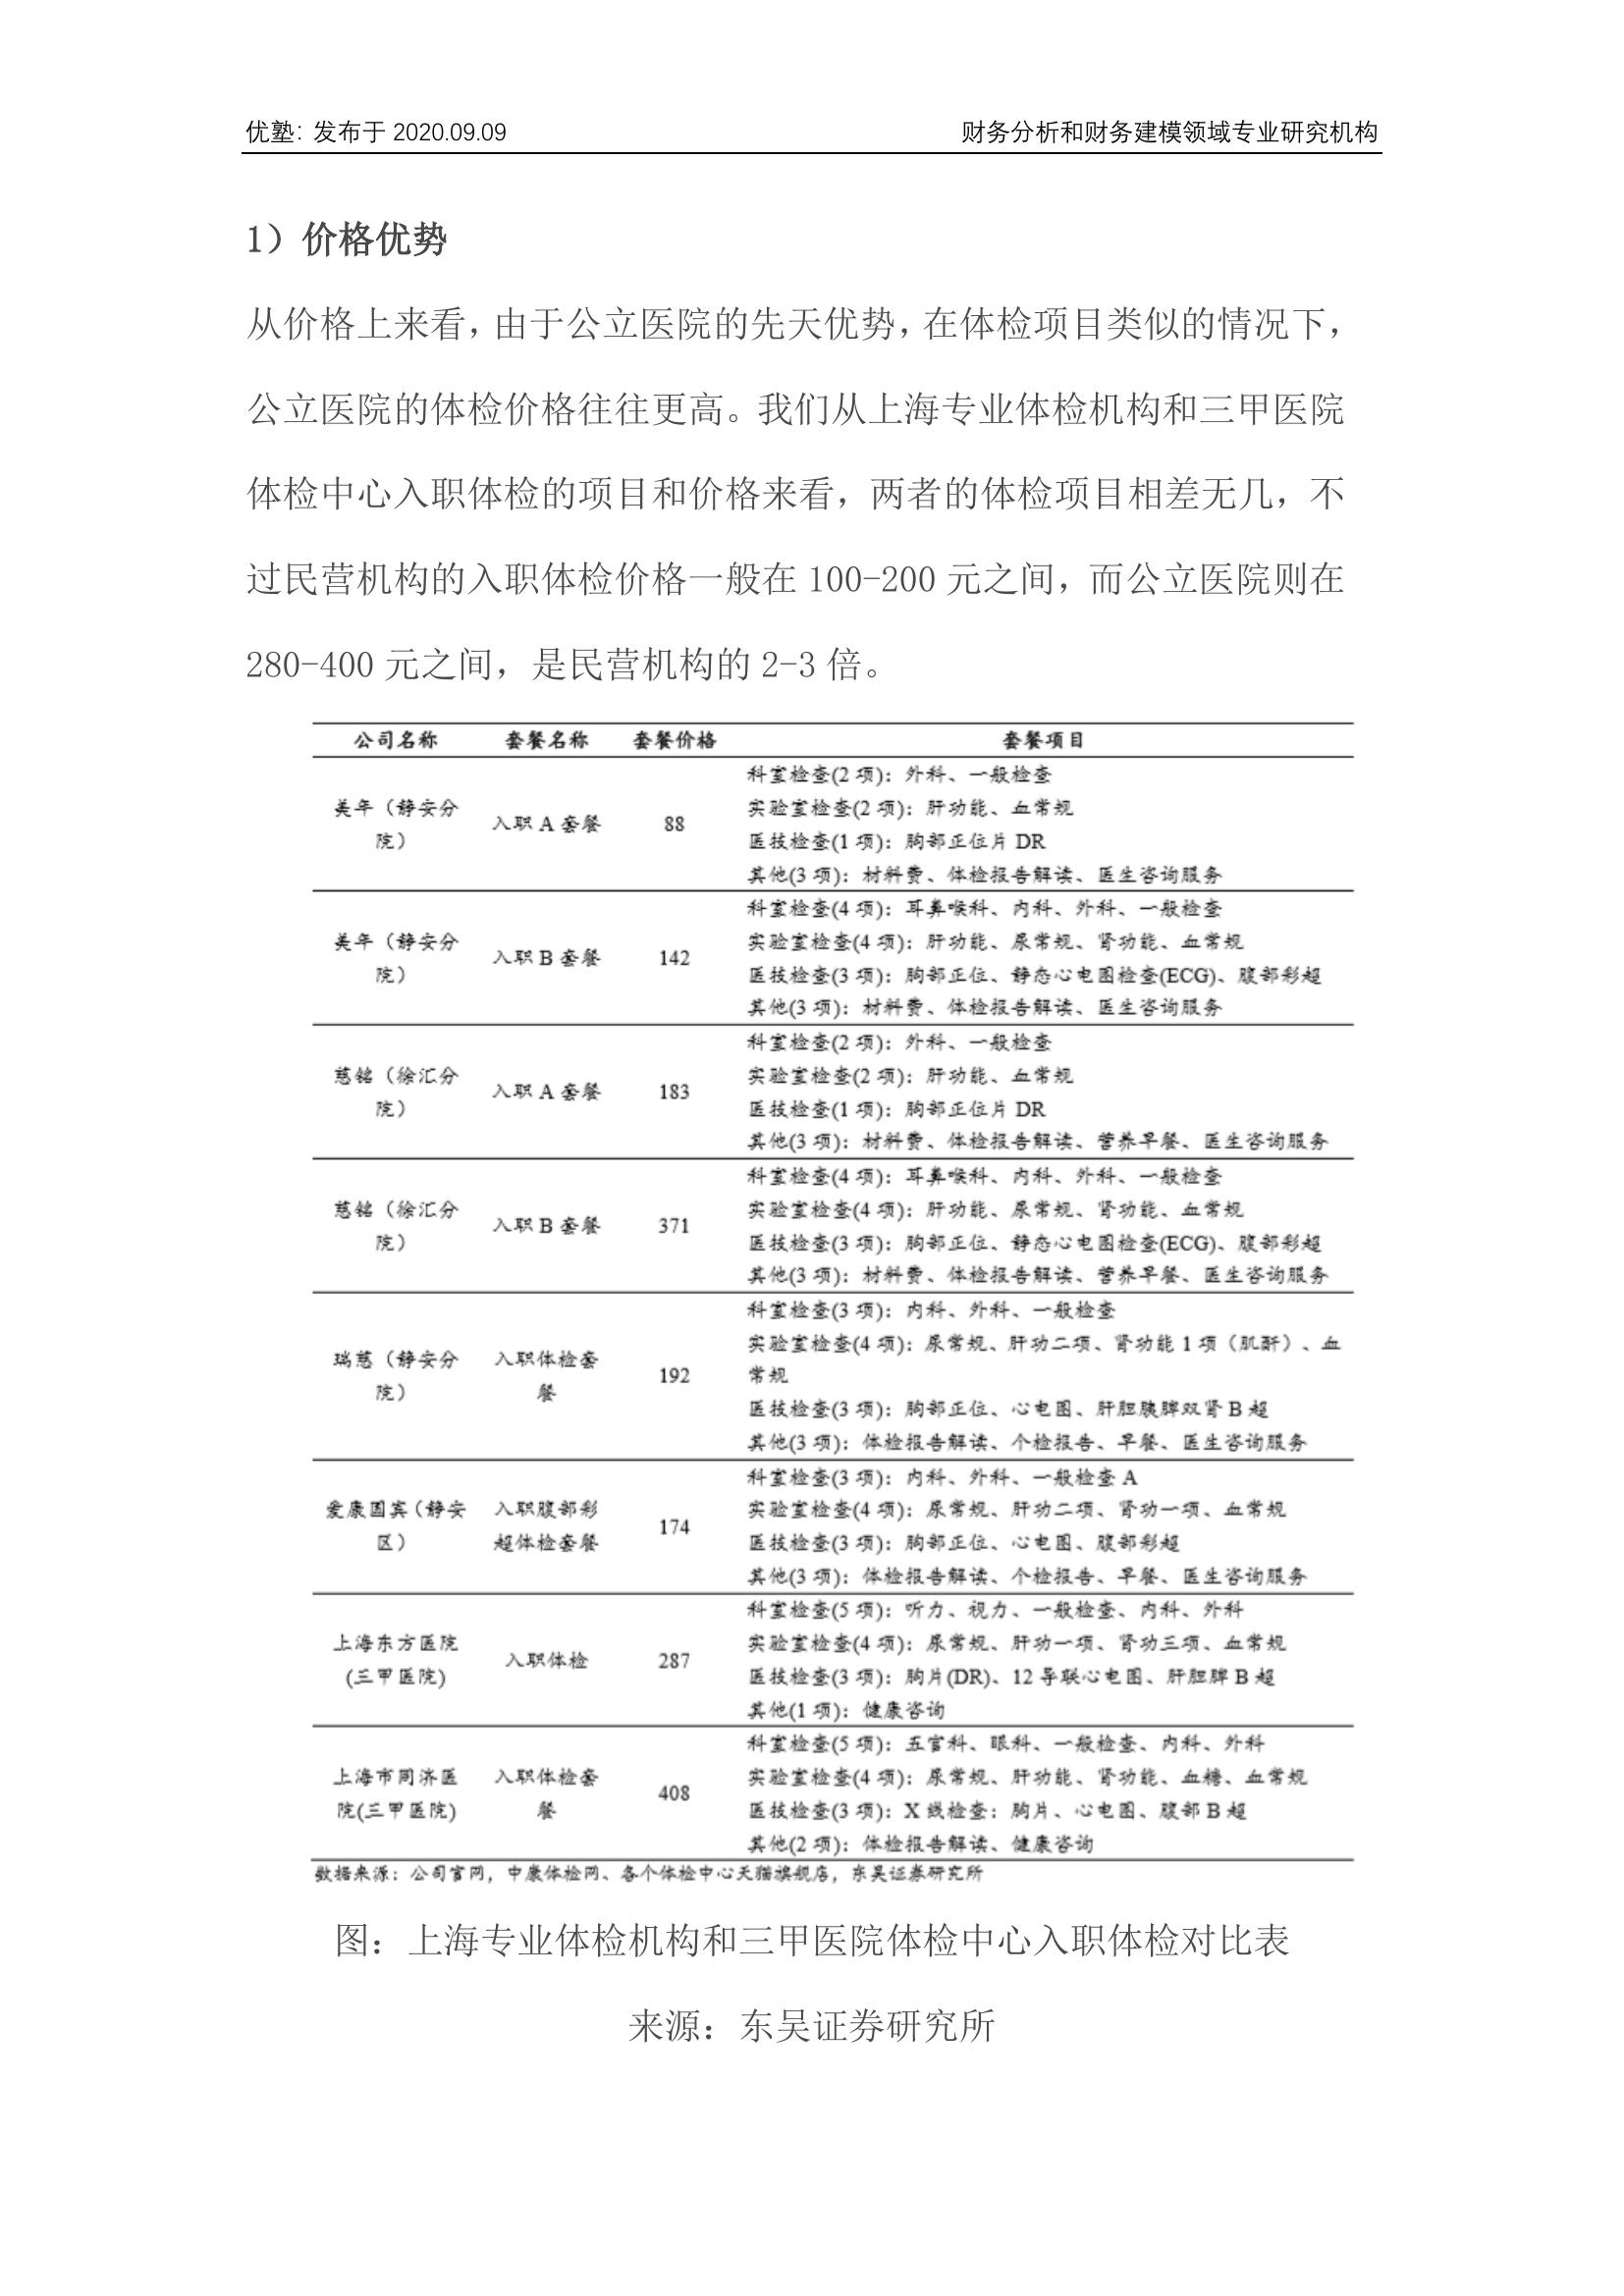 优塾：发布于 2020.09.09 财务分析和财务建模领域专业研究机构
1）价格优势
从价格上来看，由于公立医院的先天优势，在体检项目类似的情况下，
公立医院的体检价格往往更高。我们从上海专业体检机构和三甲医院
体检中心入职体检的项目和价格来看，两者的体检项目相差无几，不
过民营机构的入职体检价格一般在 100-200 元之间，而公立医院则在
280-400 元之间，是民营机构的 2-3 倍。
公司名称 套餐名称 套餐价格 套餐项目
美年（静安分
院） 入职 A 套餐 88
科室检查(2 项)：外科、一般检查
实验室检查(2 项)：肝功能、血常规
医技检查(1 项)：胸部正位片 DR
其他(3 项)：材料费、体检报告解读、医生咨询服务
美年（静安分
院） 入职 B 套餐 142
科室检查(4 项)：耳鼻喉科、内科、外科、一般检查
实验室检查(4 项)：肝功能、尿常规、肾功能、血常规
医技检查(3 项)：胸部正位、静态心电图检查(ECG)、腹部彩超
其他(3 项)：材料费、体检报告解读、医生咨询服务
慈铭（徐汇分
院） 入职 A 套餐 183
科室检查(2 项)：外科、一般检查
实验室检查(2 项)：肝功能、血常规
医技检查(1 项)：胸部正位片 DR
其他(3 项)：材料费、体检报告解读、营养早餐、医生咨询服务
慈铭（徐汇分
院） 入职 B 套餐 371
科室检查(4 项)：耳鼻喉科、内科、外科、一般检查
实验室检查(4 项)：肝功能、尿常规、肾功能、血常规
医技检查(3 项)：胸部正位、静态心电图检查(ECG)、腹部彩超
其他(3 项)：材料费、体检报告解读、营养早餐、医生咨询服务
瑞慈（静安分
院） 入职体检套
餐 192
科室检查(3 项)：内科、外科、一般检查
实验室检查(4 项)：尿常规、肝功二项、肾功能 1 项（肌酐）、血
常规
医技检查(3 项)：胸部正位、心电图、肝胆胰脾双肾 B 超
其他(3 项)：体检报告解读、个检报告、早餐、医生咨询服务
爱康国宾（静安
区） 入职腹部彩
超体检套餐 174
科室检查(3 项)：内科、外科、一般检查 A
实验室检查(4 项)：尿常规、肝功二项、肾功一项、血常规
医技检查(3 项)：胸部正位、心电图、腹部彩超
其他(3 项)：体检报告解读、个检报告、早餐、医生咨询服务
上海东方医院
(三甲医院) 入职体检 287
科室检查(5 项)：听力、视力、一般检查、内科、外科
实验室检查(4 项)：尿常规、肝功一项、肾功三项、血常规
医技检查(3 项)：胸片(DR)、12 导联心电图、肝胆脾 B 超
其他(1 项)：健康咨询
上海市同济医
院(三甲医院) 入职体检套
餐 408
科室检查(5 项)：五官科、眼科、一般检查、内科、外科
实验室检查(4 项)：尿常规、肝功能、肾功能、血糖、血常规
医技检查(3 项)：X 线检查：胸片、心电图、腹部 B 超
其他(2 项)：体检报告解读、健康咨询
数据来源：公司官网，中康体检网、各个体检中心天猫旗舰店，东吴证券研究所
图：上海专业体检机构和三甲医院体检中心入职体检对比表
来源：东吴证券研究所